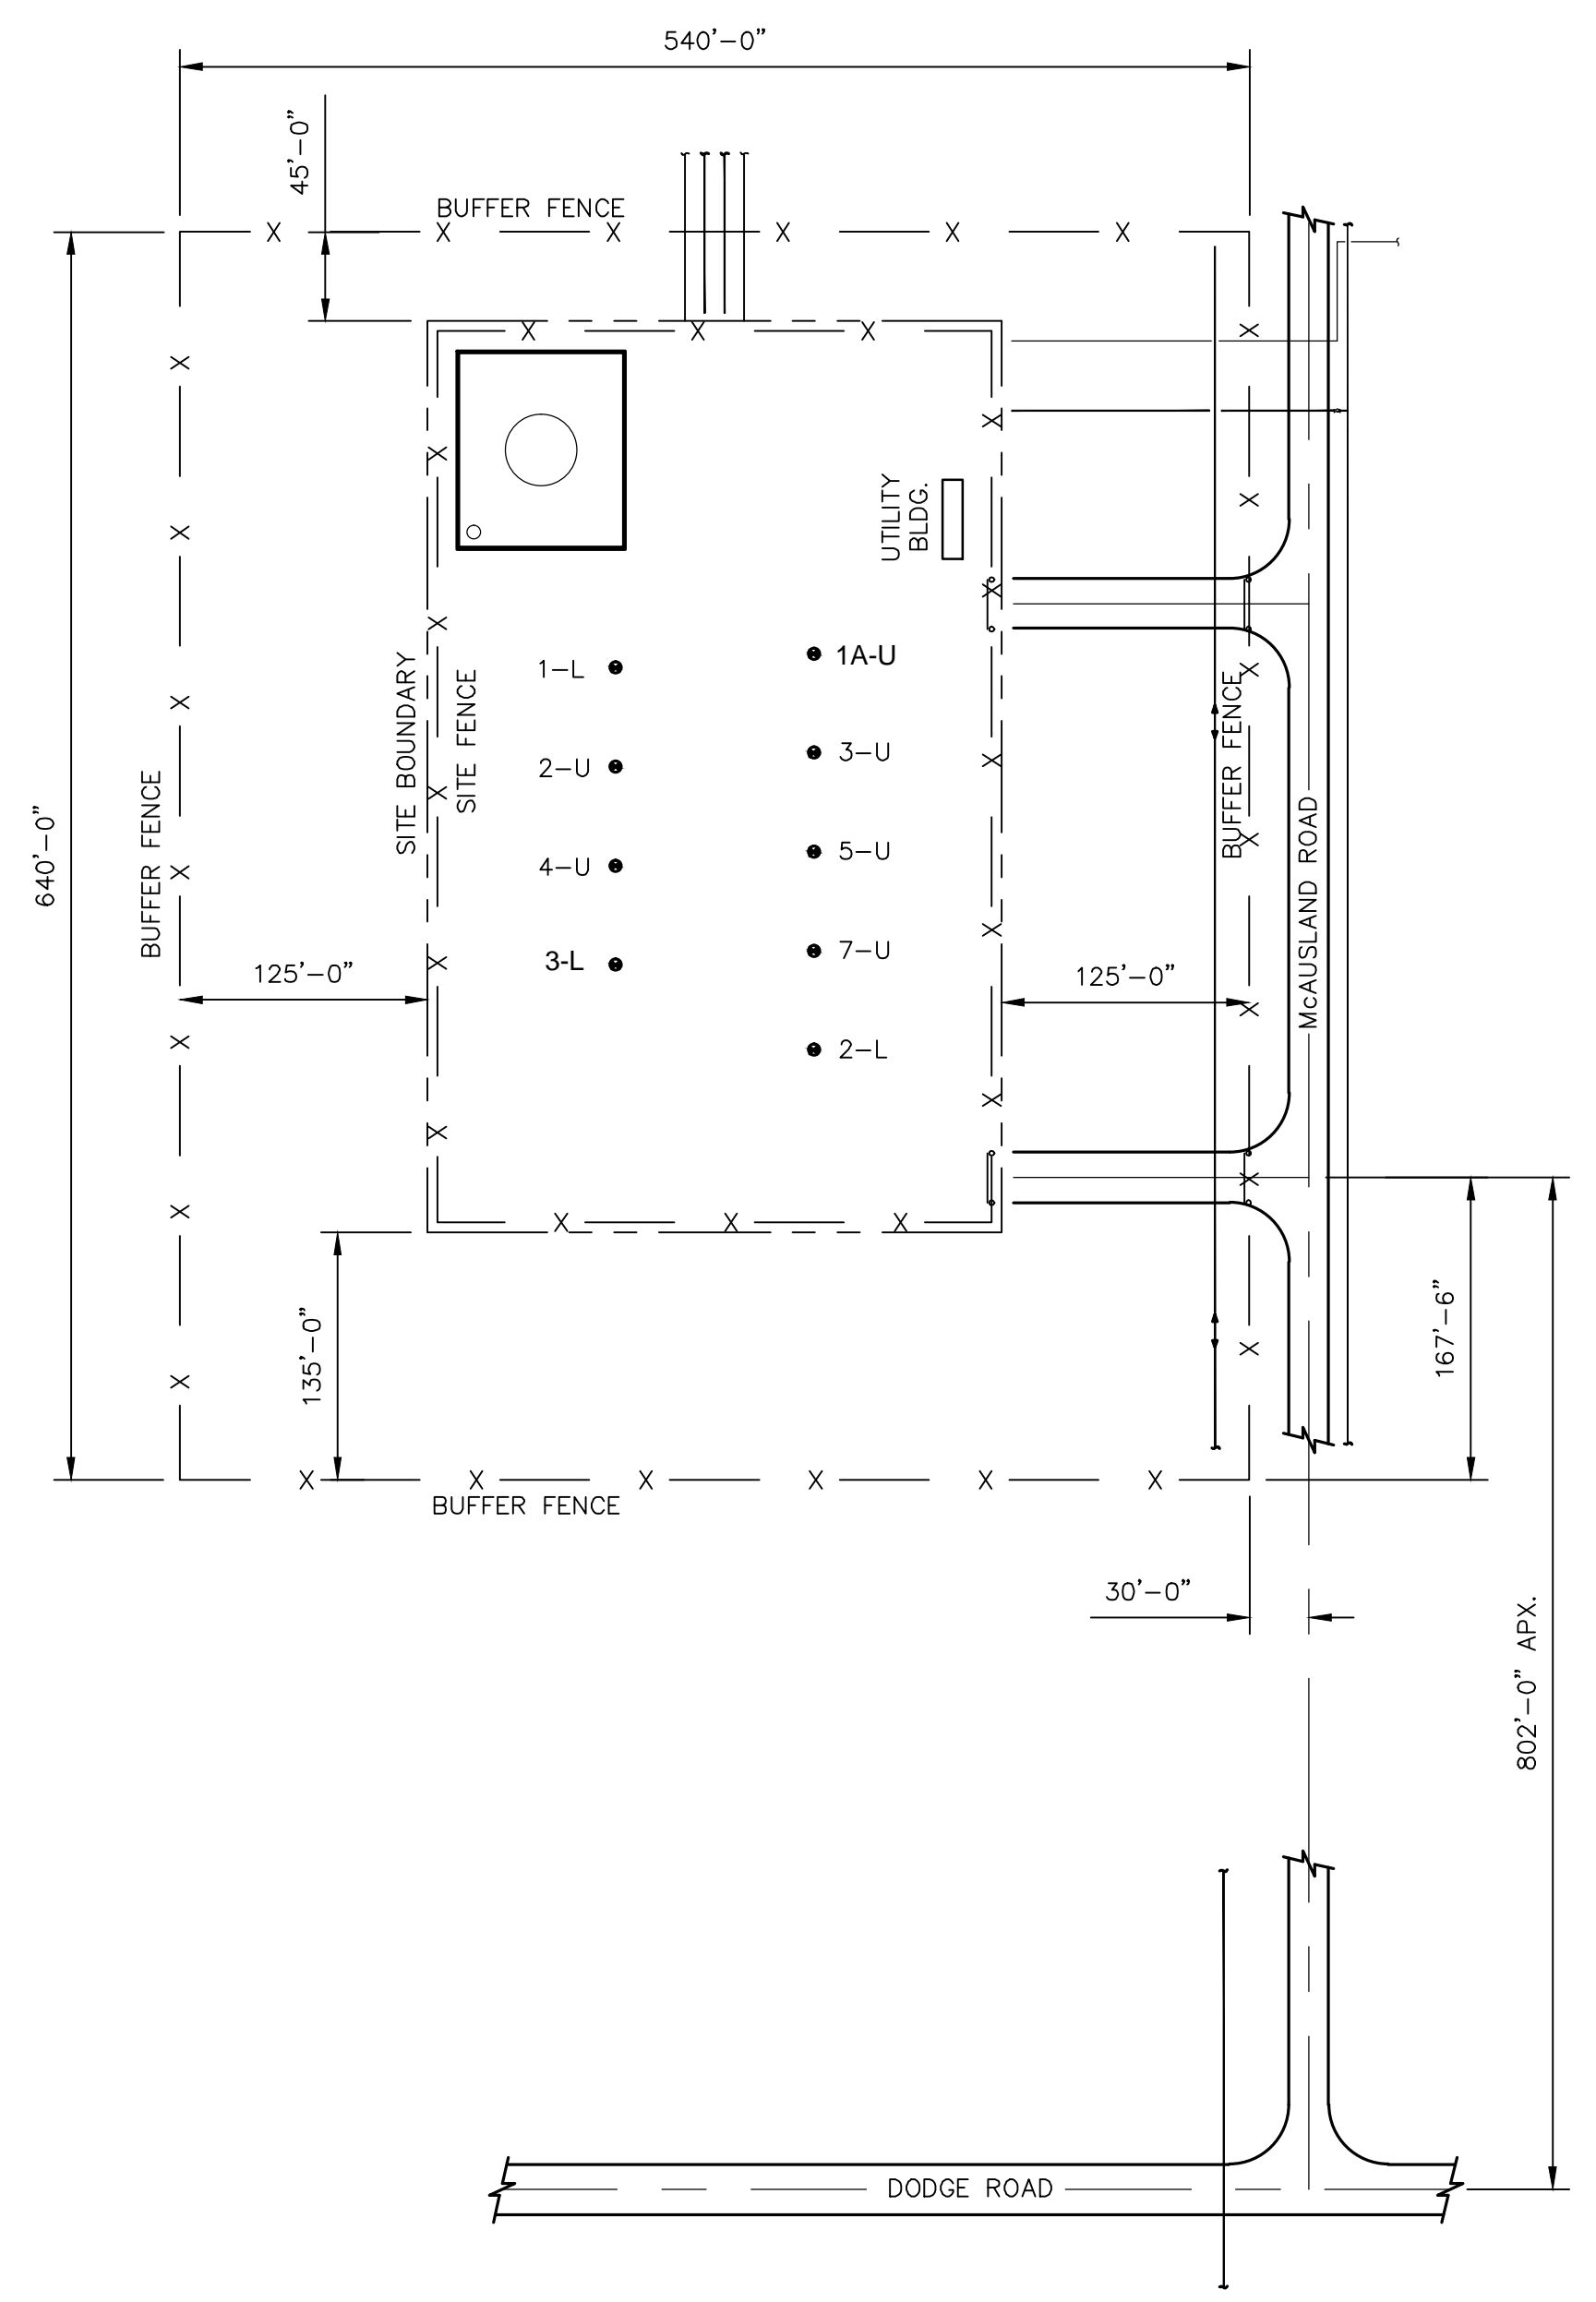 540'-0"
45'-0"
BUFFER FENCE
UTILITY
BLDG.
1-L
1A-U
SITE BOUNDARY
SITE FENCE
BUFFER FENCE
2-U
3-U
BUFFER FENCE
640'-0"
McAUSLAND ROAD
4-U
5-U
3-L
7-U
125'-0"
125'-0"
2-L
135'-0"
167'-6"
BUFFER FENCE
30'-0"
802'-0" APX.
DODGE ROAD